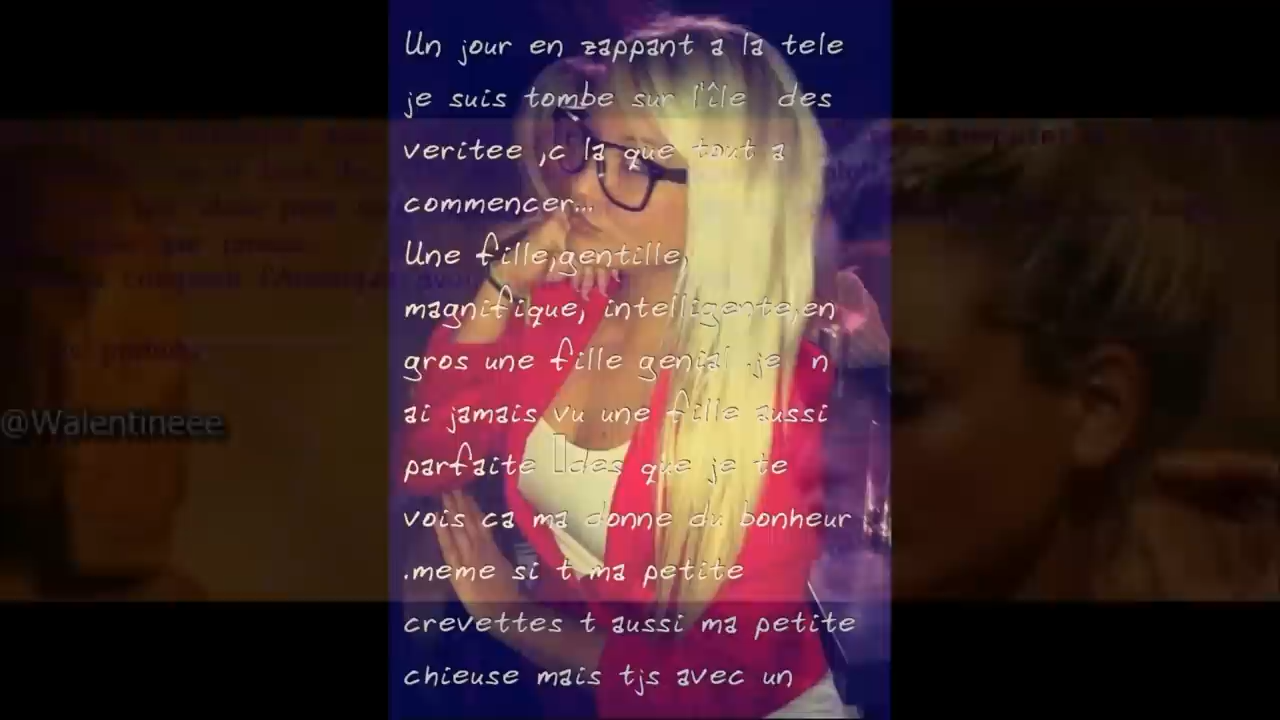 Un jour en zappant a la tele
je suis tombe sur l'île des
veritee ,c la que tout a
commencer...
Une fille,gentille,
magnifique, intelligente,en
gros une fille genial .je n
ai jamais vu une fille aussi
parfaite des que je te
vois ca ma donne du bonheur
.meme si t ma petite
crevettes t aussi ma petite
chieuse mais tjs avec un
@Walentineee